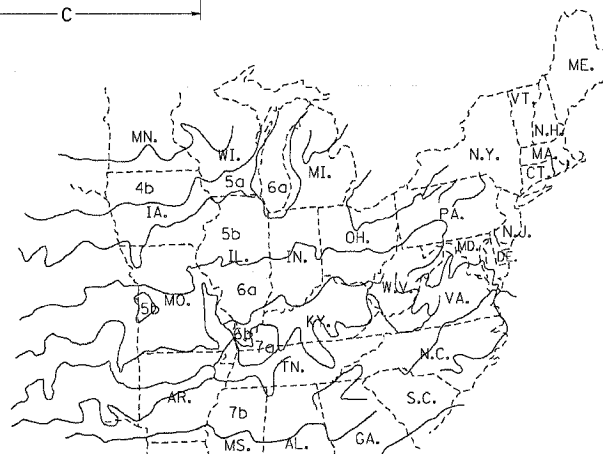 C
ME.
VT.
MN.
N.H.
WI.
N.Y.
MA.
MI.
CT.
4b
5a
6a
IA.
PA.
5b
OH.
N.J.
IL.
IN.
MD.
DE.
6a
W.V.
MO.
VA.
5b
KY.
6b
7a
N.C.
TN.
AR.
S.C.
7b
MS.
AL.
GA.